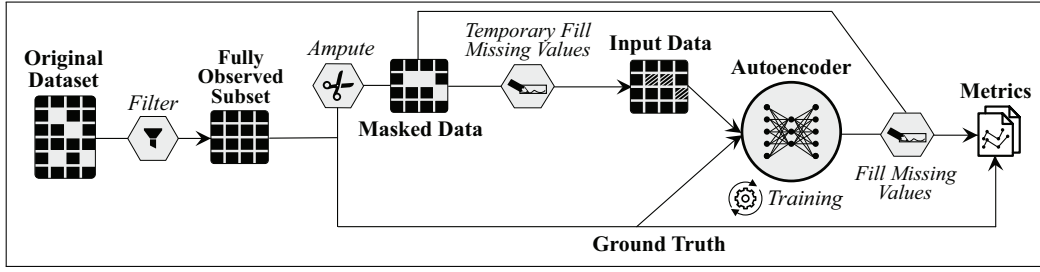 Original
Dataset
Filter
Fully
Observed
Subset
Ampute
Masked Data
Temporary Fill
Missing Values
Input Data
Autoencoder
Training
Fill Missing
Values
Metrics
Ground Truth